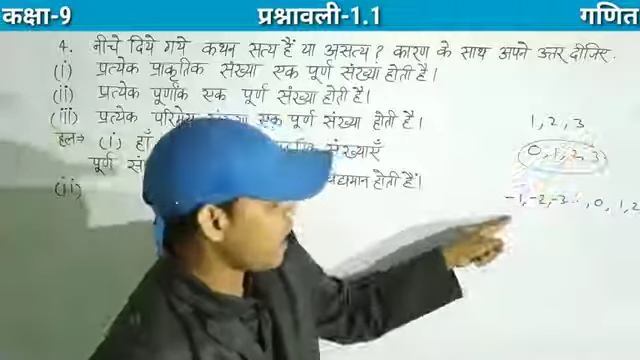 कक्षा-9 प्रश्नावली-1.1 गणित
4. नीचे दिये गये कथन सत्य हैं या असत्य? कारण के साथ अपने उत्तर दीजिए.
(i) प्रत्येक प्राकृतिक संख्या एक पूर्ण संख्या होती है।
(ii) प्रत्येक पूर्णांक एक पूर्ण संख्या होती है।
(iii) प्रत्येक परिमेय संख्या एक पूर्ण संख्या होती है।
1, 2, 3
हल⇒ (i) हाँ संख्याएँ
0, 1, 2, 3
पूर्ण होती हैं।
(ii)
-1, -2, -3..., 0, 1, 2